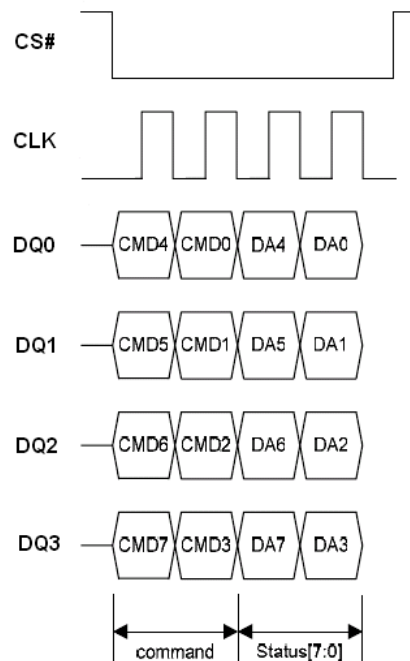 CS#
CLK
DQ0 CMD4 CMD0 DA4 DA0
DQ1 CMD5 CMD1 DA5 DA1
DQ2 CMD6 CMD2 DA6 DA2
DQ3 CMD7 CMD3 DA7 DA3
command Status[7:0]